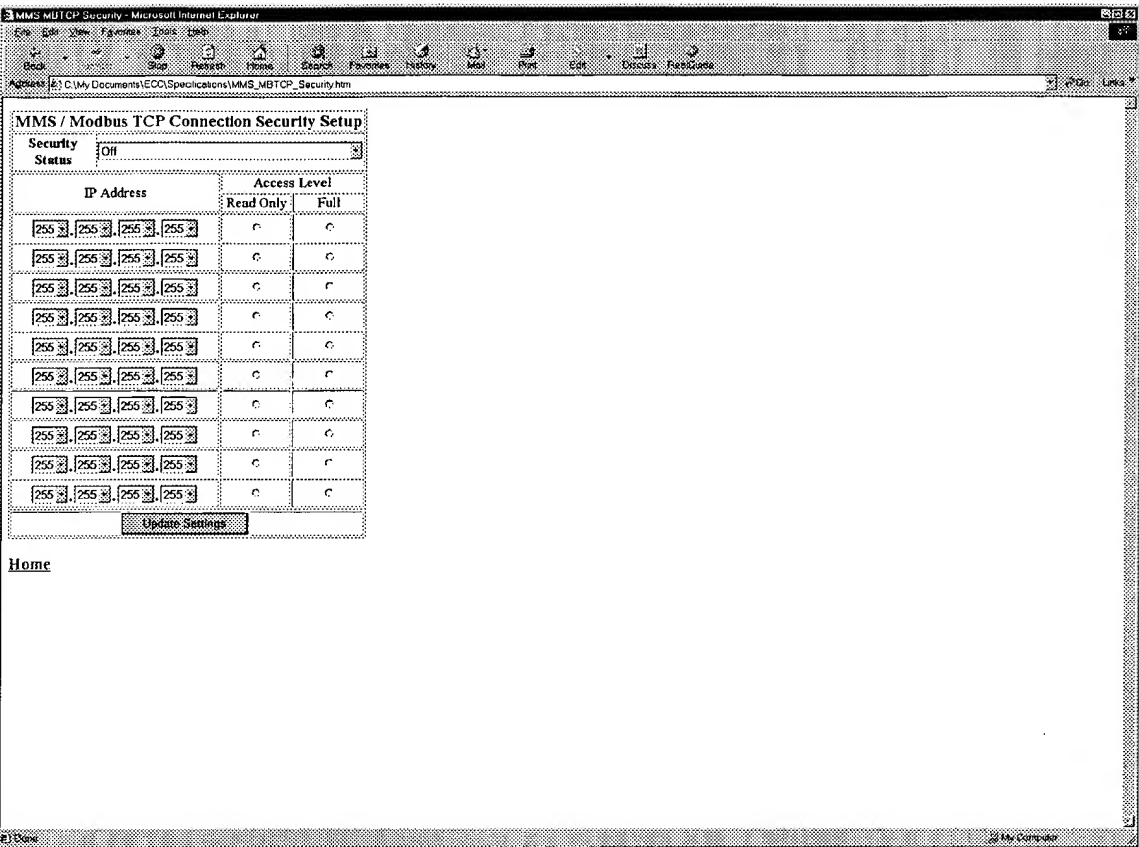 MMS MBTCP Security - Microsoft Internet Explorer
File Edit View Favorites Tools Help
Back Stop Refresh Home Search Favorites History Mail Print Edit Discuss RealGuide
Address C:\My Documents\ECC\Specifications\MMS_MBTCP_Security.htm Go Links »
MMS / Modbus TCP Connection Security Setup
Security Status Off
IP Address Access Level
Read Only Full
255 . 255 . 255 . 255
255 . 255 . 255 . 255
255 . 255 . 255 . 255
255 . 255 . 255 . 255
255 . 255 . 255 . 255
255 . 255 . 255 . 255
255 . 255 . 255 . 255
255 . 255 . 255 . 255
255 . 255 . 255 . 255
255 . 255 . 255 . 255
Update Settings
Home
Done My Computer